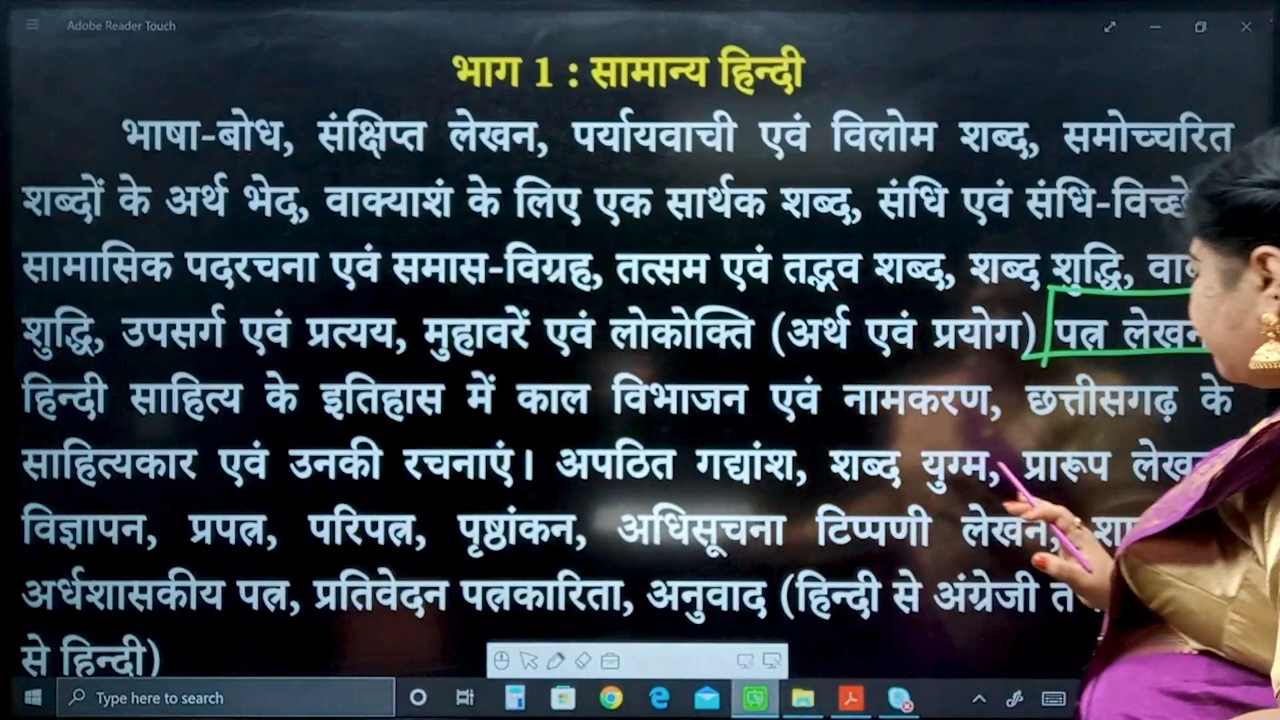 Adobe Reader Touch
भाग 1 : सामान्य हिन्दी
भाषा-बोध, संक्षिप्त लेखन, पर्यायवाची एवं विलोम शब्द, समोच्चरित
शब्दों के अर्थ भेद, वाक्याशं के लिए एक सार्थक शब्द, संधि एवं
सामासिक पदरचना एवं समास-विग्रह, तत्सम एवं तद्भव शब्द, शब्द शुद्धि,
शुद्धि, उपसर्ग एवं प्रत्यय, मुहावरें एवं लोकोक्ति (अर्थ एवं प्रयोग) पत्र
हिन्दी साहित्य के इतिहास में काल विभाजन एवं नामकरण, छत्तीसगढ़ के
साहित्यकार एवं उनकी रचनाएं। अपठित गद्यांश, शब्द युग्म, प्रारूप
विज्ञापन, प्रपत्र, परिपत्र, पृष्ठांकन, अधिसूचना टिप्पणी लेखन,
अर्धशासकीय पत्र, प्रतिवेदन पत्रकारिता, अनुवाद (हिन्दी से अंग्रेजी
से हिन्दी)
Type here to search